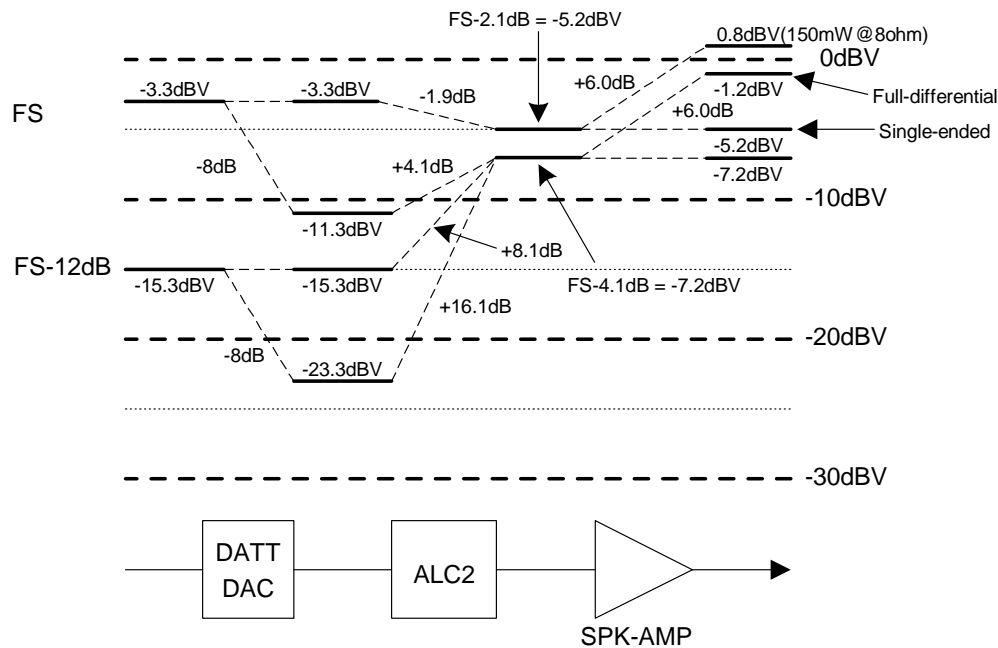 FS-2.1dB = -5.2dBV
0.8dBV(150mW @8ohm)
0dBV
-3.3dBV
-3.3dBV
-1.9dB
+6.0dB
-1.2dBV
Full-differential
FS
+6.0dB
Single-ended
-5.2dBV
-8dB
+4.1dB
-7.2dBV
-10dBV
-11.3dBV
+8.1dB
FS-12dB
-15.3dBV
-15.3dBV
FS-4.1dB = -7.2dBV
+16.1dB
-20dBV
-8dB
-23.3dBV
-30dBV
DATT
DAC
ALC2
SPK-AMP